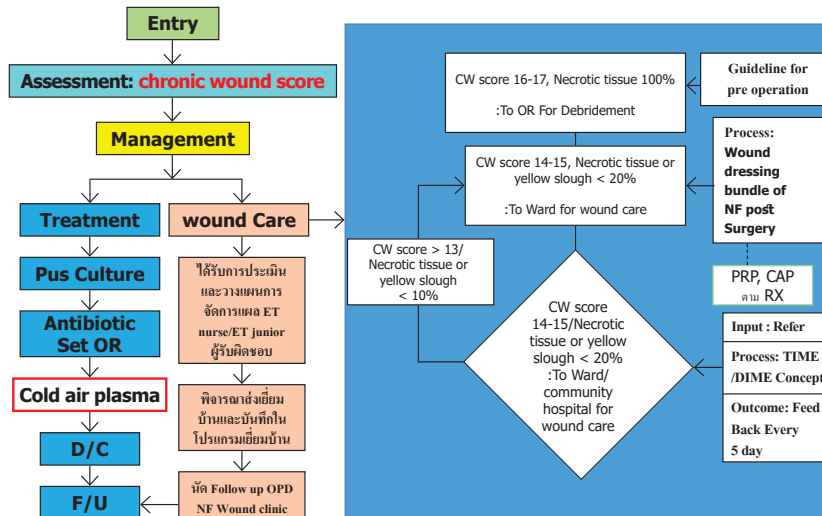 Entry
Assessment: chronic wound score
Management
Treatment
wound Care
Pus Culture
Antibiotic
Set OR
Cold air plasma
D/C
F/U
ได้รับการประเมิน
และวางแผนการ
จัดการแผล ET
nurse/ET junior
ผู้รับผิดชอบ
พิจารณาส่งเยี่ยม
บ้านและบันทึกใน
โปรแกรมเยี่ยมบ้าน
นัด Follow up OPD
NF Wound clinic
CW score 16-17, Necrotic tissue 100%
:To OR For Debridement
Guideline for
pre operation
CW score 14-15, Necrotic tissue or
yellow slough < 20%
:To Ward for wound care
Process:
Wound
dressing
bundle of
NF post
Surgery
PRP, CAP
ตาม RX
CW score > 13/
Necrotic tissue or
yellow slough
< 10%
CW score
14-15/Necrotic
tissue or yellow
slough < 20%
:To Ward/
community
hospital for
wound care
Input : Refer
Process: TIME
/DIME Concept
Outcome: Feed
Back Every
5 day